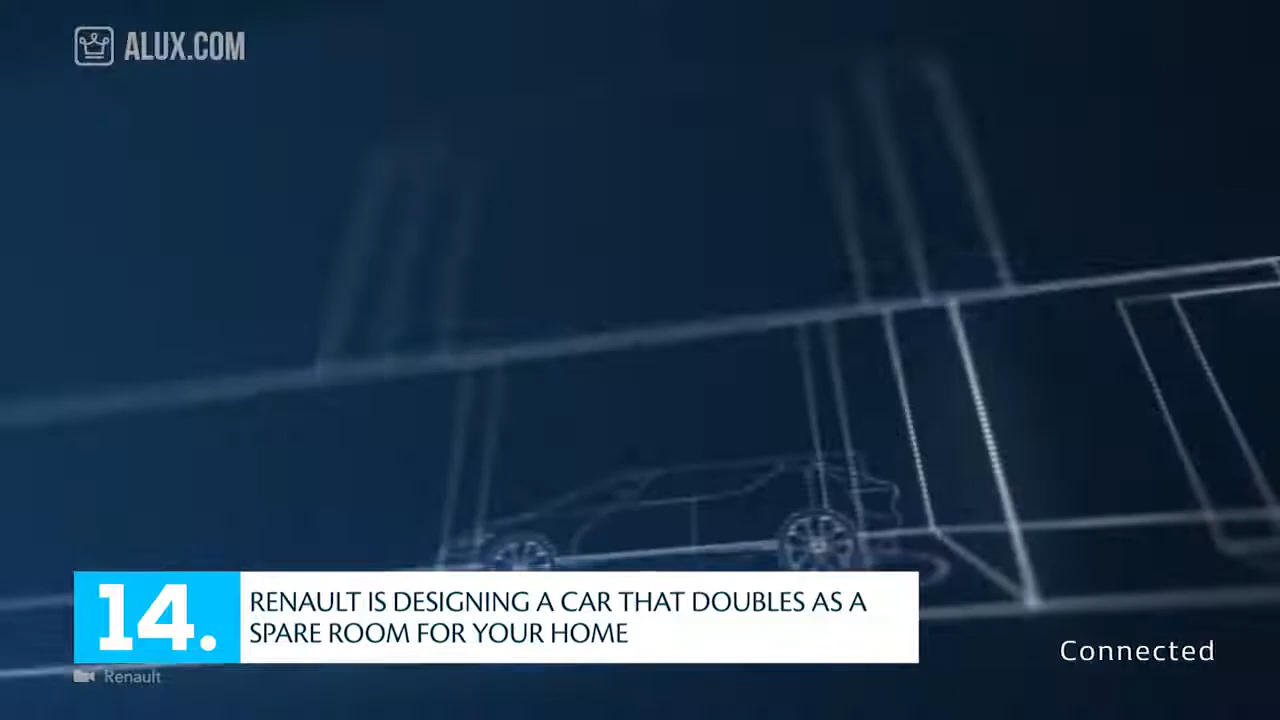 ALUX.COM
14.
RENAULT IS DESIGNING A CAR THAT DOUBLES AS A
SPARE ROOM FOR YOUR HOME
Connected
Renault